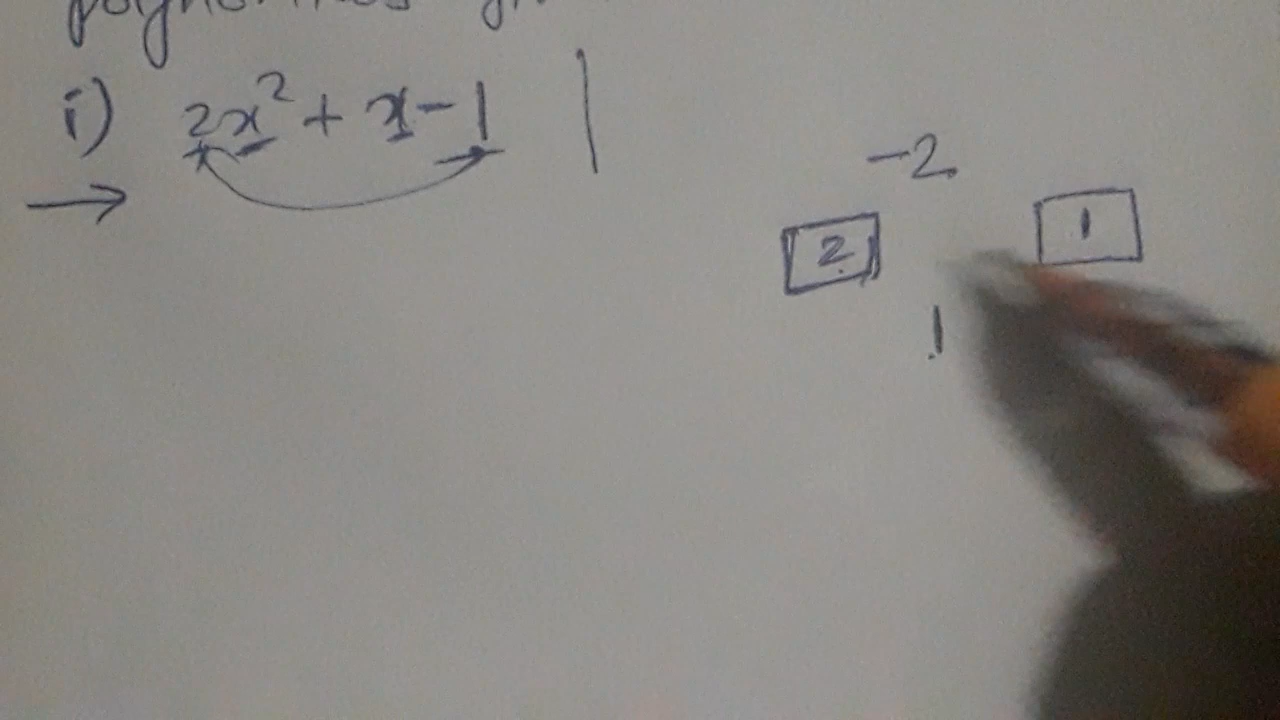 i) 2x² + x - 1
→
-2
2 1
1